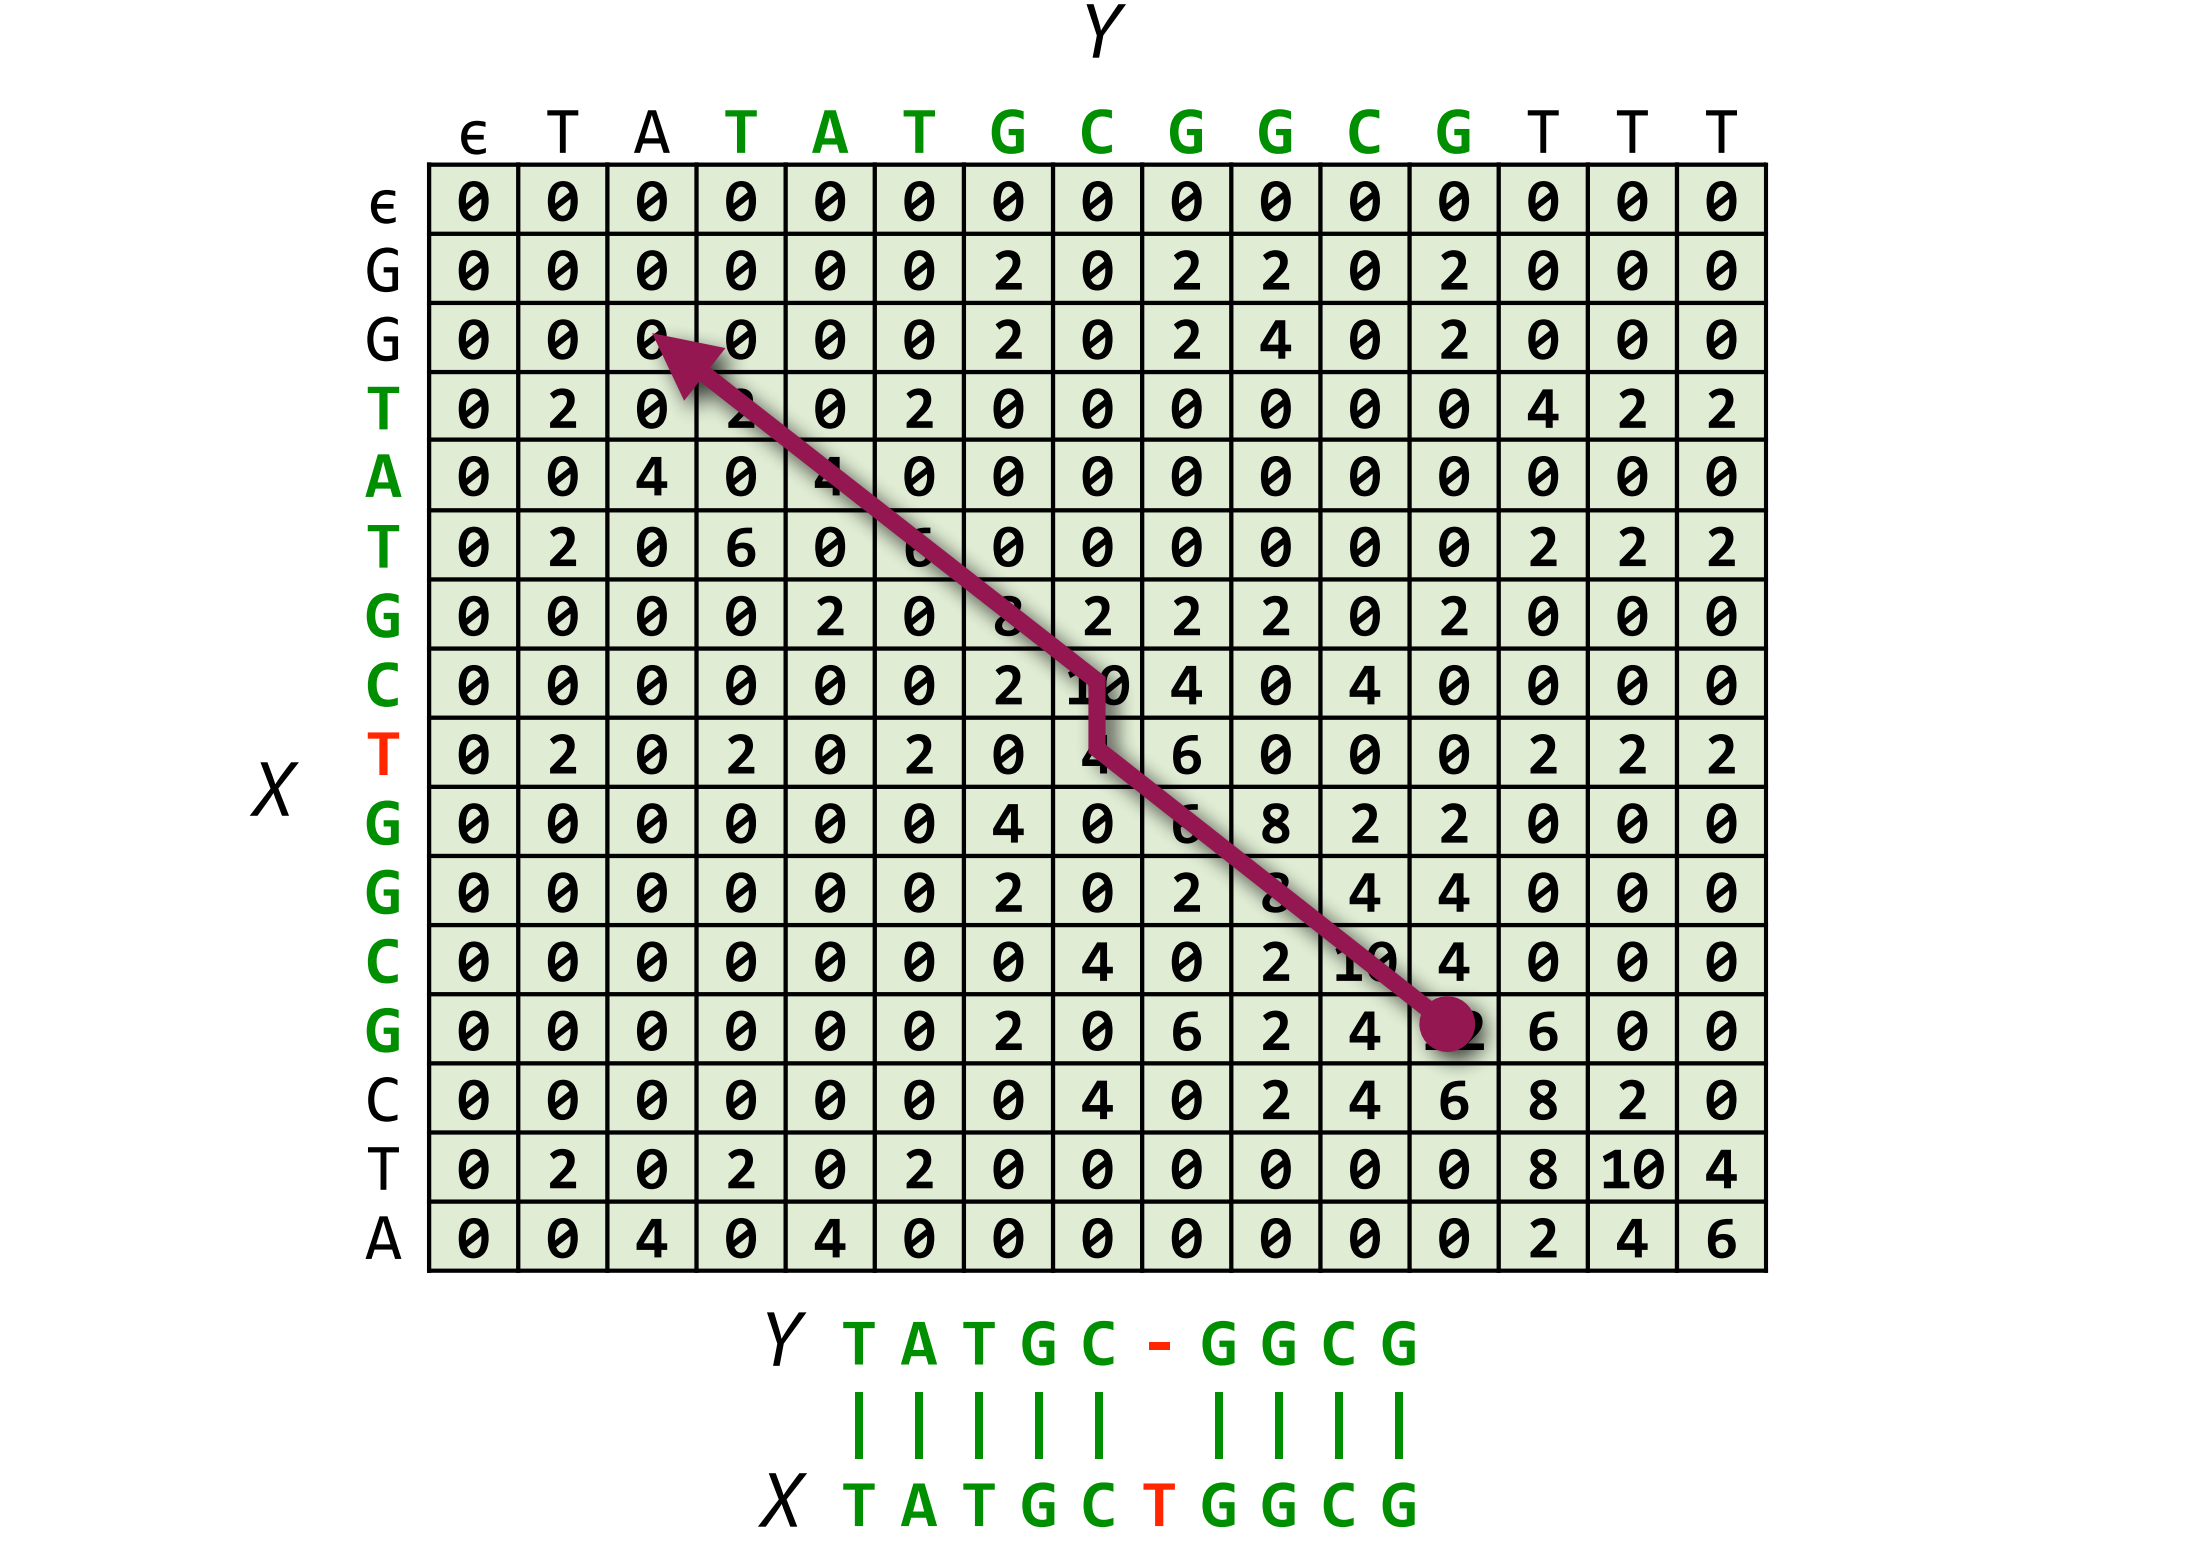 Y
ϵ T A T A T G C G G C G T T T
ϵ 0 0 0 0 0 0 0 0 0 0 0 0 0 0 0
G 0 0 0 0 0 0 2 0 2 2 0 2 0 0 0
G 0 0 0 0 0 0 2 0 2 4 0 2 0 0 0
T 0 2 0 2 0 2 0 0 0 0 0 0 4 2 2
A 0 0 4 0 4 0 0 0 0 0 0 0 0 0 0
T 0 2 0 6 0 6 0 0 0 0 0 0 2 2 2
G 0 0 0 0 2 0 8 2 2 2 0 2 0 0 0
C 0 0 0 0 0 0 2 10 4 0 4 0 0 0 0
T 0 2 0 2 0 2 0 4 6 0 0 0 2 2 2
X
G 0 0 0 0 0 0 4 0 6 8 2 2 0 0 0
G 0 0 0 0 0 0 2 0 2 8 4 4 0 0 0
C 0 0 0 0 0 0 0 4 0 2 10 4 0 0 0
G 0 0 0 0 0 0 2 0 6 2 4 12 6 0 0
C 0 0 0 0 0 0 0 4 0 2 4 6 8 2 0
T 0 2 0 2 0 2 0 0 0 0 0 0 8 10 4
A 0 0 4 0 4 0 0 0 0 0 0 0 2 4 6
Y T A T G C - G G C G
| | | | | | | | |
X T A T G C T G G C G